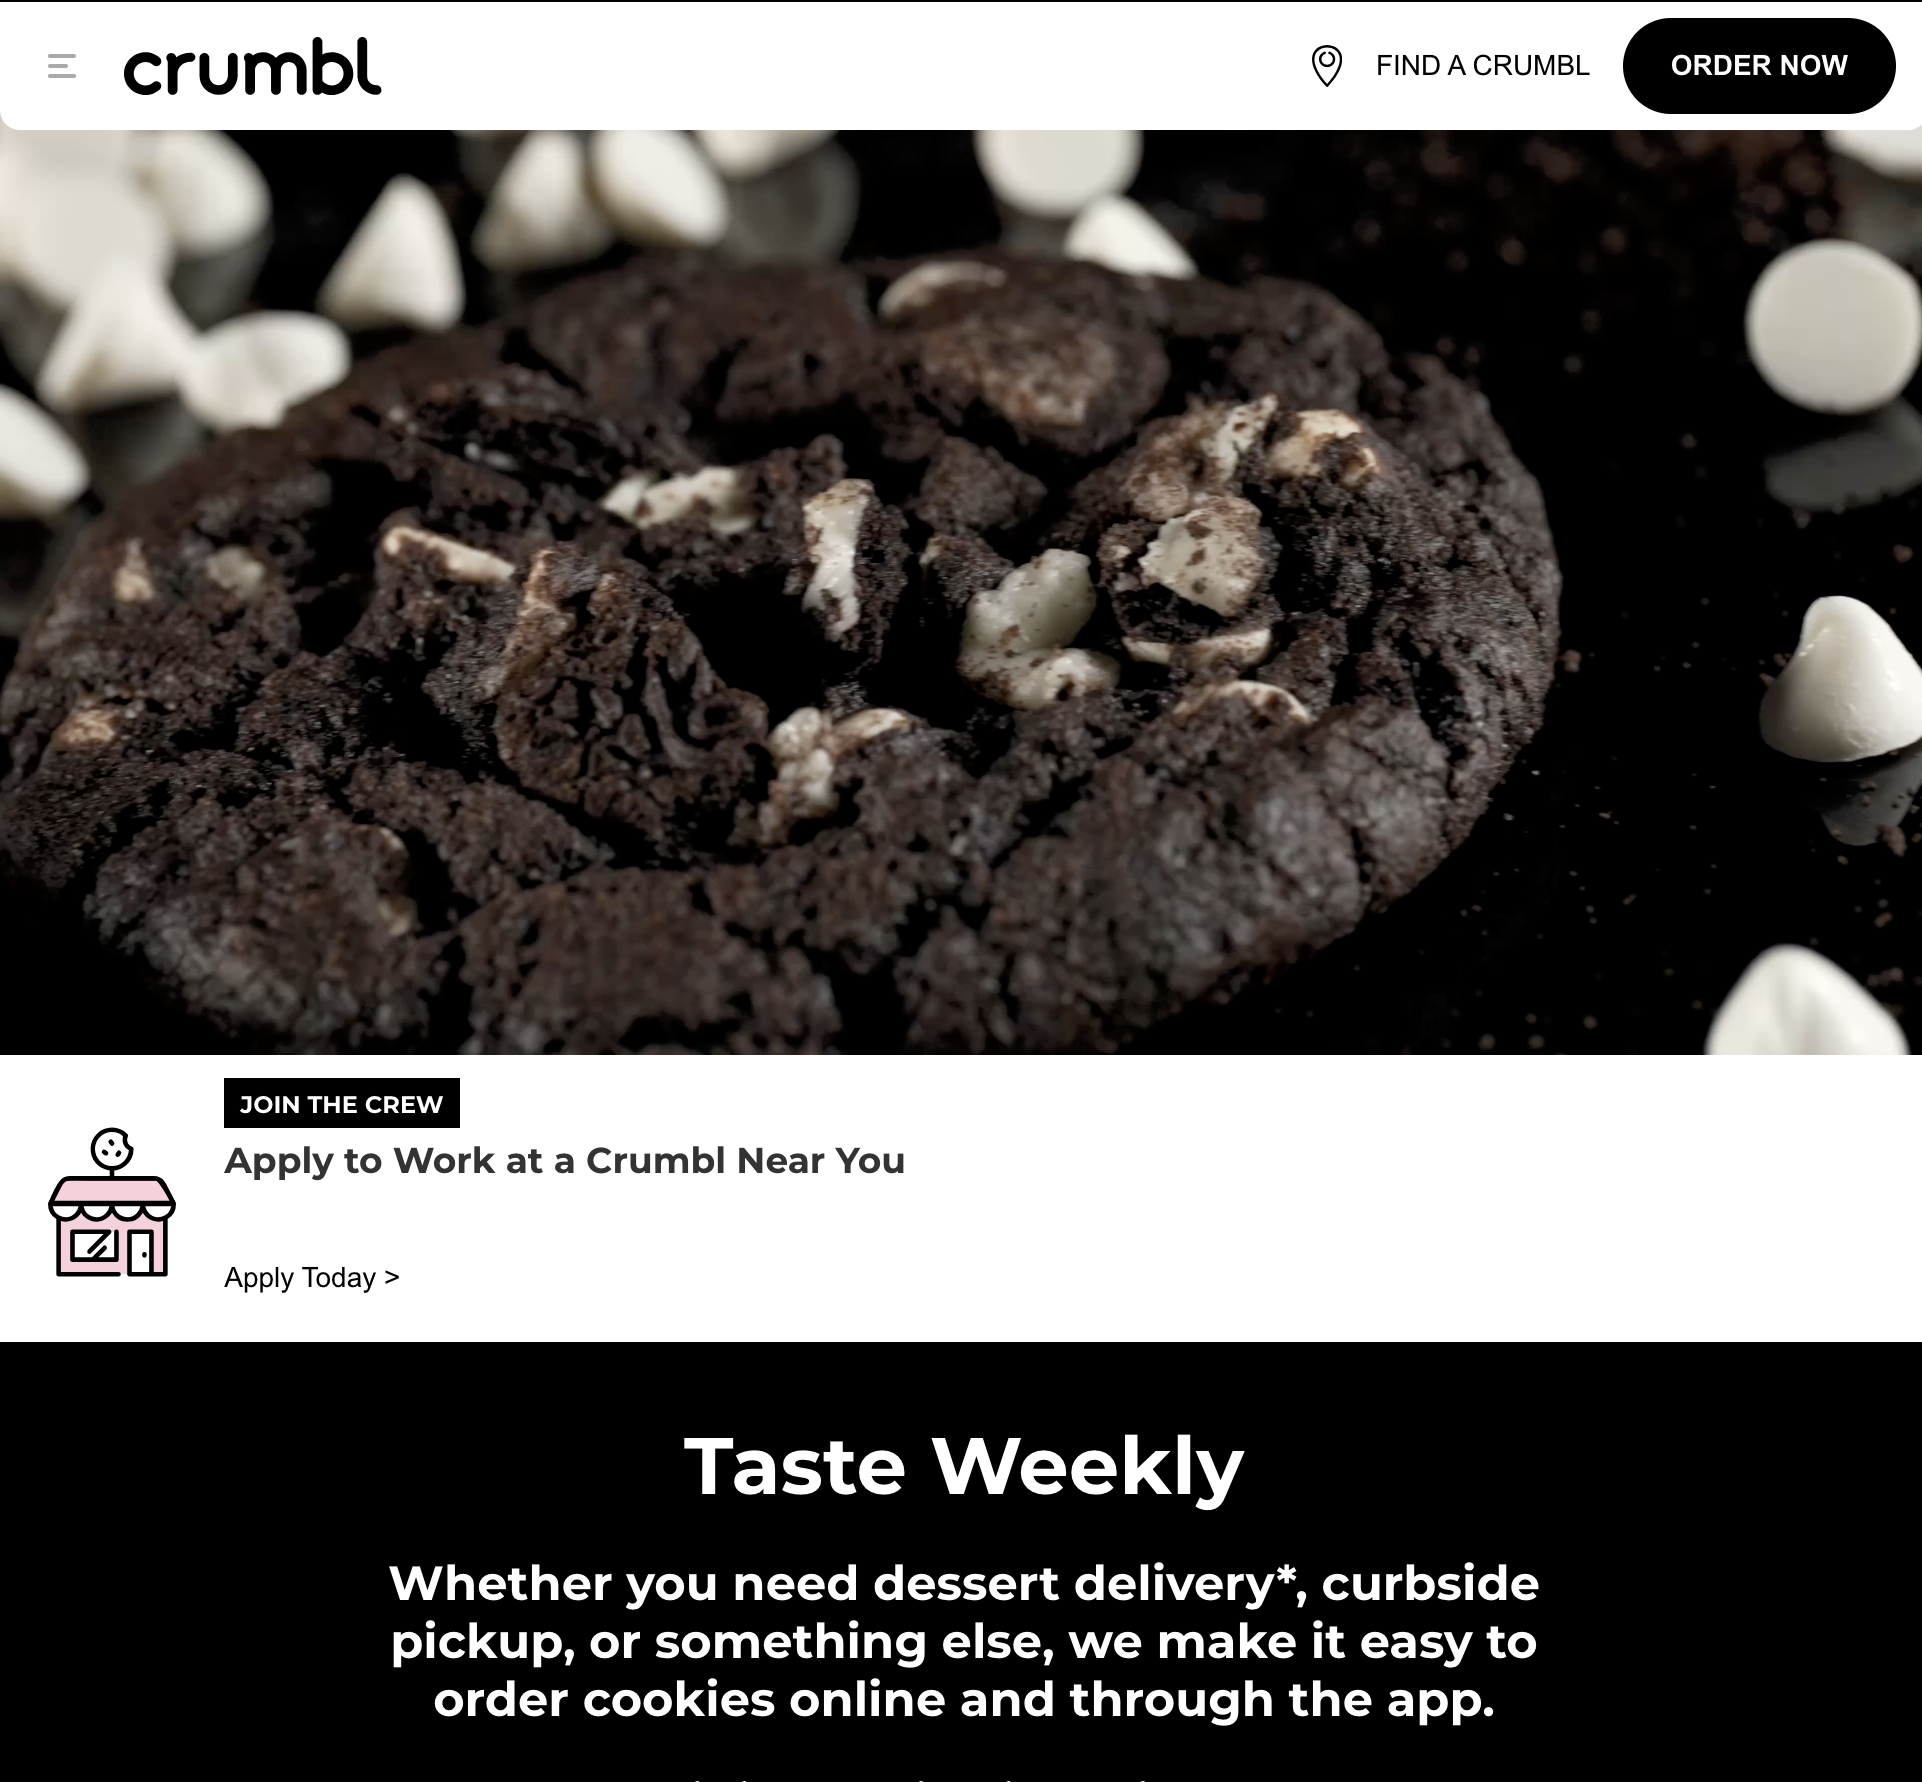 crumbl
FIND A CRUMBL
ORDER NOW
JOIN THE CREW
Apply to Work at a Crumbl Near You
Apply Today >
Taste Weekly
Whether you need dessert delivery*, curbside
pickup, or something else, we make it easy to
order cookies online and through the app.